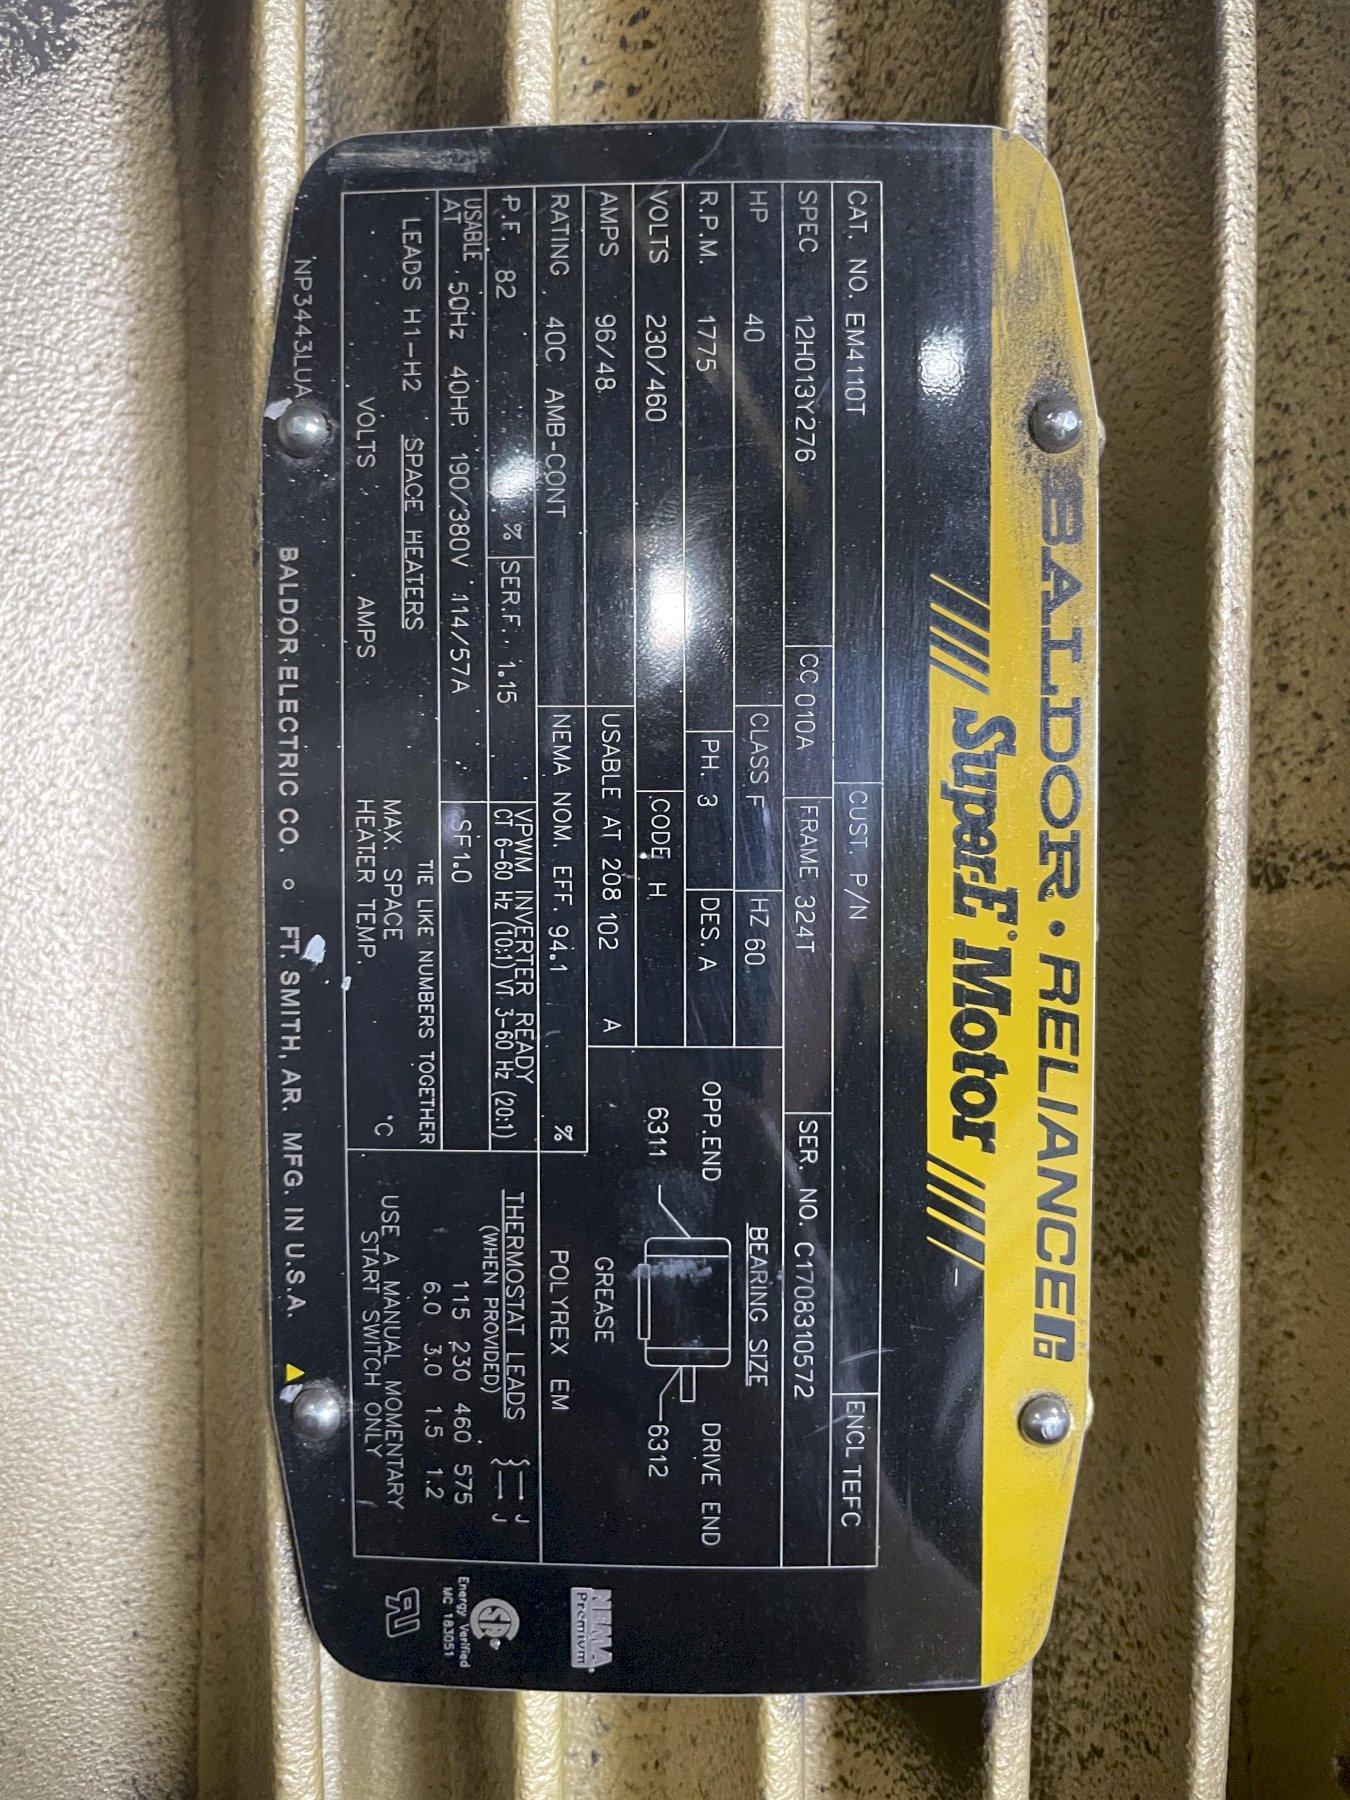 BALDOR • RELIANCER
Super-E® Motor
CAT. NO. EM4110T CUST. P/N ENCL TEFC
SPEC 12H013Y276 CC 010A FRAME 324T SER. NO. C1708310572
HP 40 CLASS F HZ 60 BEARING SIZE
R.P.M. 1775 PH. 3 DES. A OPP.END DRIVE END
VOLTS 230/460 CODE H 6311 6312
AMPS 96/48 USABLE AT 208 102 A GREASE
RATING 40C AMB-CONT NEMA NOM. EFF. 94.1 % POLYREX EM
P.F. 82 % SER.F. 1.15 VPWM INVERTER READY
CT 6-60 Hz (10:1) VT 3-60 Hz (20:1)
USABLE AT 50Hz 40HP 190/380V 114/57A SF1.0
THERMOSTAT LEADS J J
(WHEN PROVIDED)
115 230 460 575
6.0 3.0 1.5 1.2
USE A MANUAL MOMENTARY
START SWITCH ONLY
TIE LIKE NUMBERS TOGETHER
LEADS H1-H2 SPACE HEATERS MAX. SPACE
VOLTS AMPS HEATER TEMP. °C
NEMA
Premium
Energy Verified
MC 183051
NP3443LUA BALDOR ELECTRIC CO. FT. SMITH, AR. MFG. IN U.S.A.